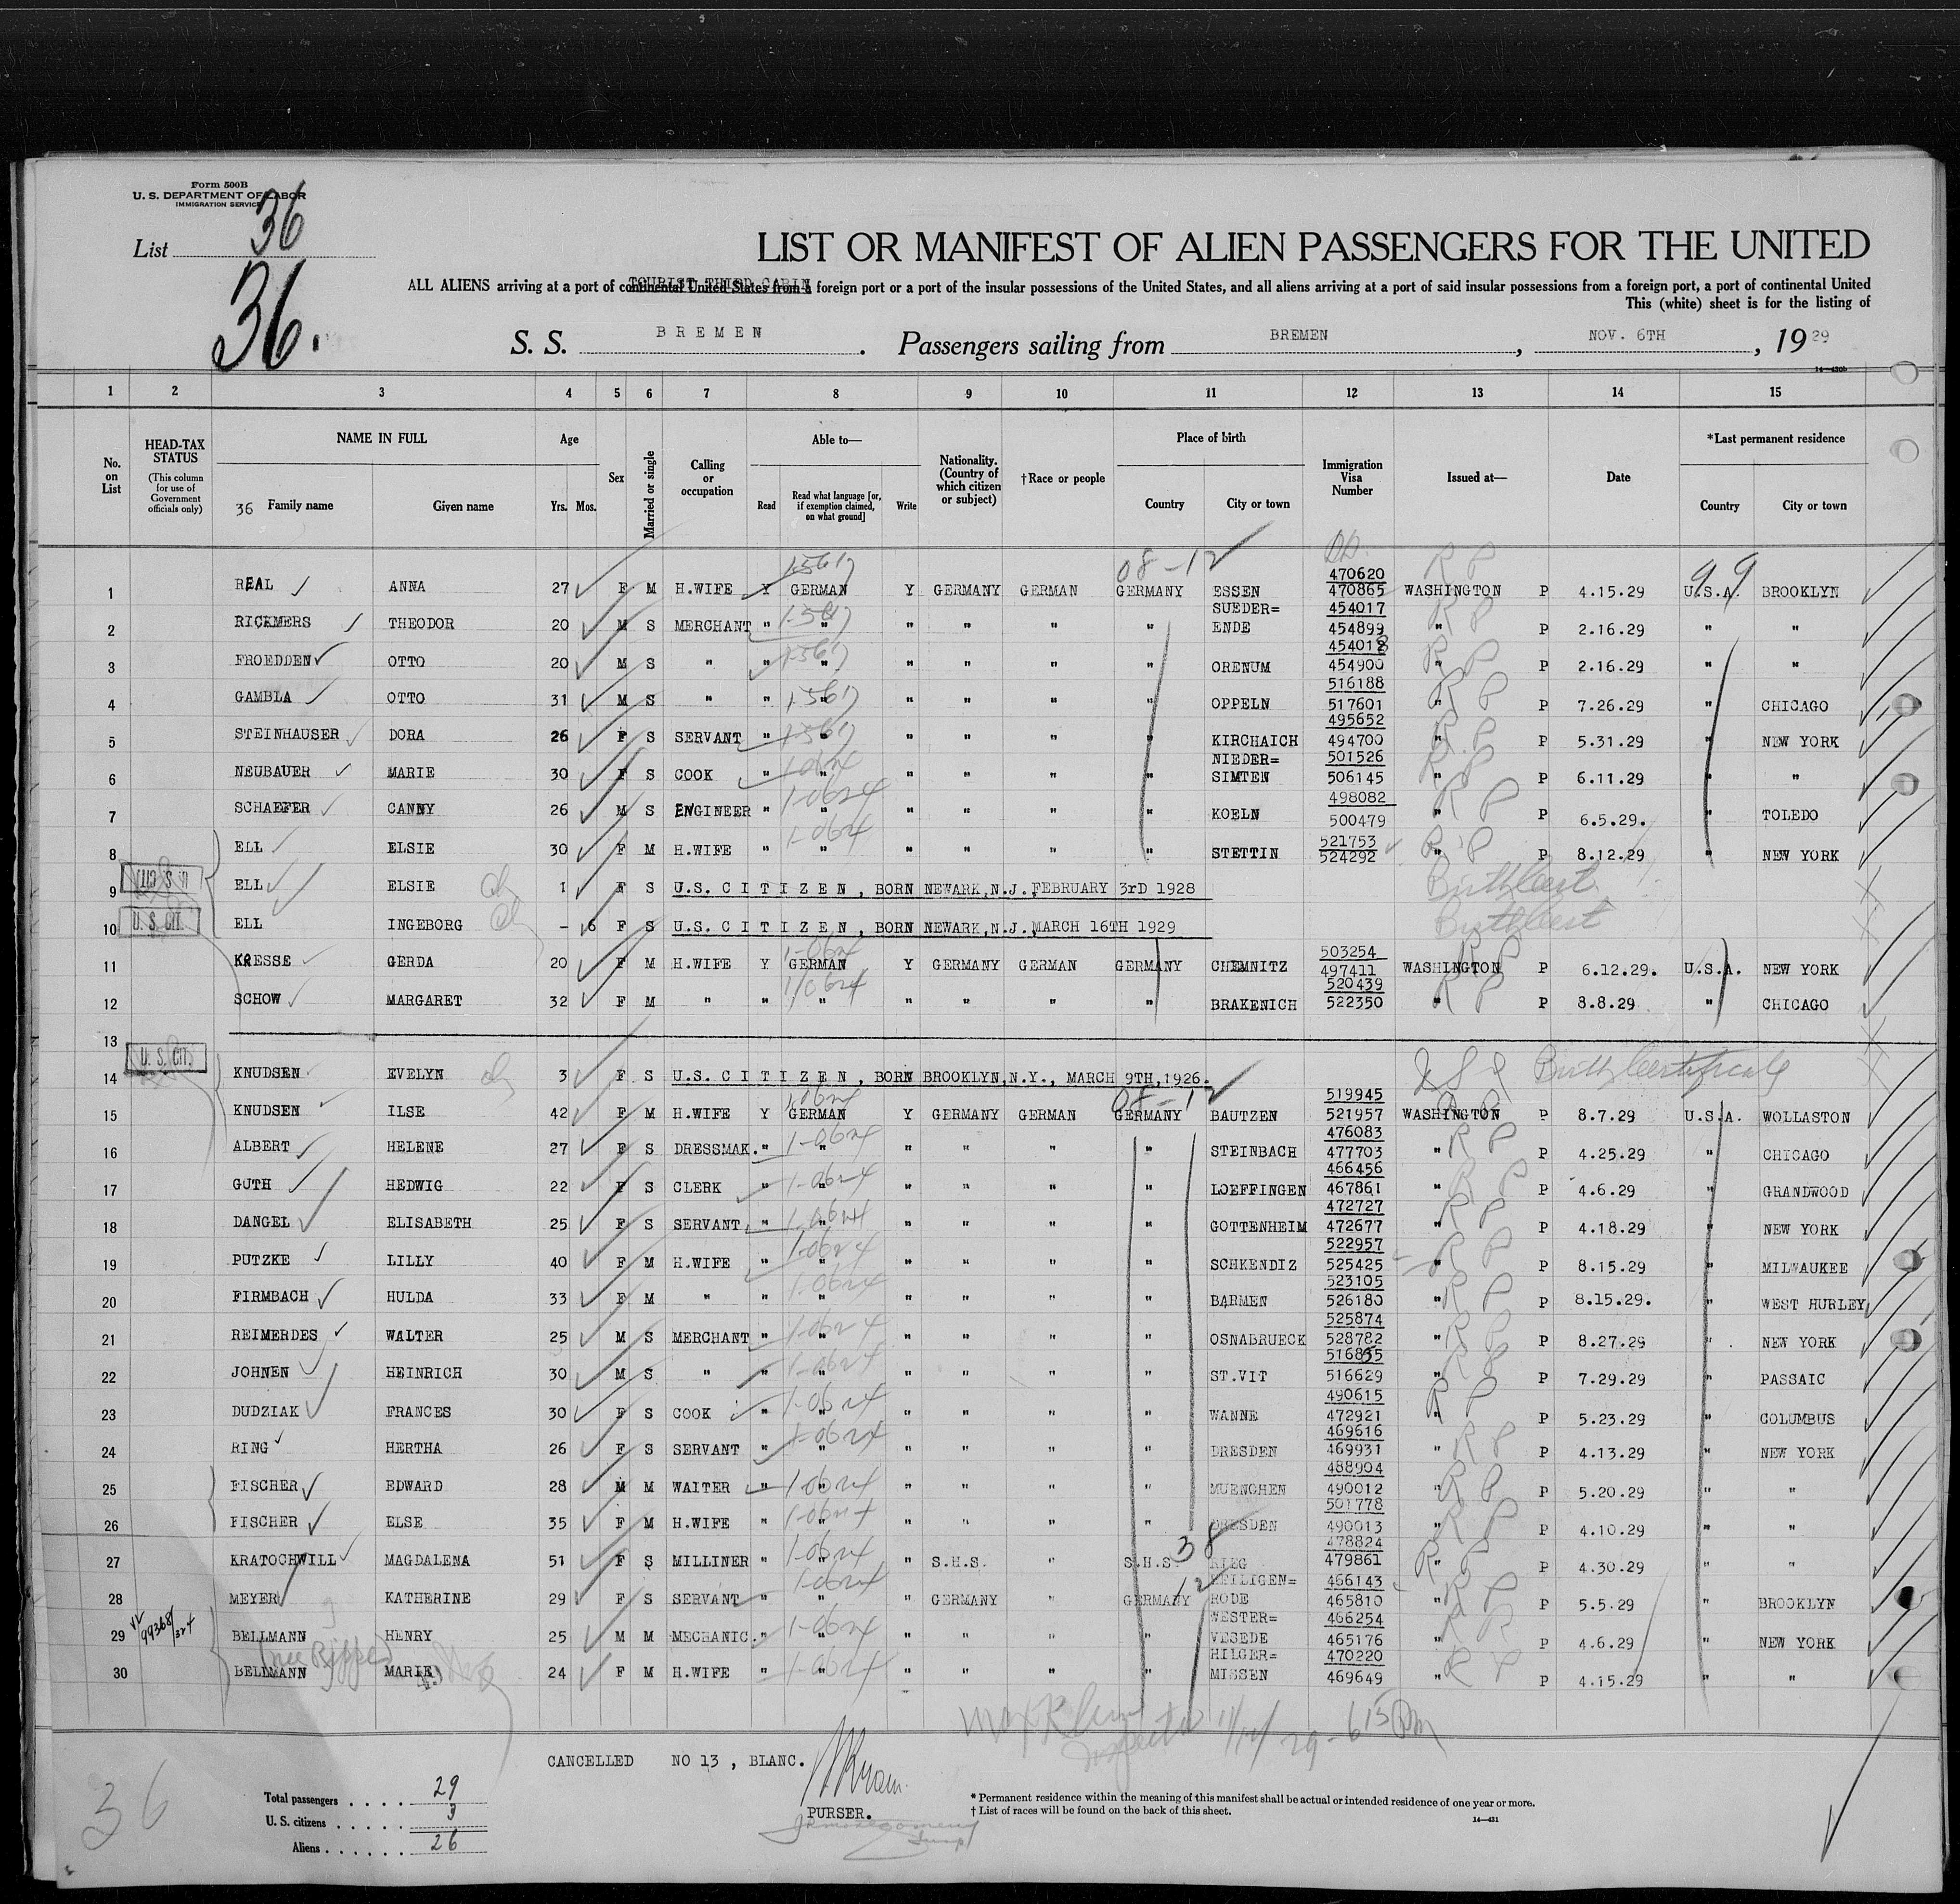 Form 500B
U. S. DEPARTMENT OF LABOR
IMMIGRATION SERVICE
List 36
36.
LIST OR MANIFEST OF ALIEN PASSENGERS FOR THE UNITED
TOURIST THIRD CABIN
ALL ALIENS arriving at a port of continental United States from a foreign port or a port of the insular possessions of the United States, and all aliens arriving at a port of said insular possessions from a foreign port, a port of continental United
This (white) sheet is for the listing of
S. S. BREMEN. Passengers sailing from BREMEN, NOV. 6TH, 1929
14—430b
1 2 3 4 5 6 7 8 9 10 11 12 13 14 15
No. on List
HEAD-TAX STATUS
(This column for use of Government officials only)
NAME IN FULL
36 Family name
Given name
Age
Yrs. Mos.
Sex
Married or single
Calling or occupation
Able to—
Read
Read what language [or, if exemption claimed, on what ground]
Write
Nationality. (Country of which citizen or subject)
†Race or people
Place of birth
Country
City or town
Immigration Visa Number
Issued at—
Date
*Last permanent residence
Country
City or town
08-12 99
1 REAL ANNA 27 F M H.WIFE Y GERMAN Y GERMANY GERMAN GERMANY ESSEN 470620 470865 WASHINGTON P 4.15.29 U.S.A. BROOKLYN
2 RICKMERS THEODOR 20 M S MERCHANT " " " " " " SUEDER= ENDE 454017 454899 " P 2.16.29 " "
3 FROEDDEN OTTO 20 M S " " " " " " " ORENUM 454018 454900 " P 2.16.29 " "
4 GAMBLA OTTO 31 M S " " " " " " " OPPELN 516188 517601 " P 7.26.29 " CHICAGO
5 STEINHAUSER DORA 26 F S SERVANT " " " " " " KIRCHAICH 495652 494700 " P 5.31.29 " NEW YORK
6 NEUBAUER MARIE 30 F S COOK " " " " " " NIEDER= SIMTEN 501526 506145 " P 6.11.29 " "
7 SCHAEFER CANNY 26 M S ENGINEER " " " " " " KOELN 498082 500479 " P 6.5.29. " TOLEDO
8 ELL ELSIE 30 F M H.WIFE " " " " " " STETTIN 521753 524292 " P 8.12.29 " NEW YORK
9 U.S. CIT. ELL ELSIE 1 F S U.S. CITIZEN, BORN NEWARK,N.J.,FEBRUARY 3rD 1928 Birth Cert.
10 U.S. CIT. ELL INGEBORG - 6 F S U.S. CITIZEN, BORN NEWARK,N.J.,MARCH 16TH 1929 Birth Cert
11 KRESSE GERDA 20 F M H.WIFE Y GERMAN Y GERMANY GERMAN GERMANY CHEMNITZ 503254 497411 WASHINGTON P 6.12.29. U.S.A. NEW YORK
12 SCHOW MARGARET 32 F M " " " " " " " BRAKENICH 520439 522350 " P 8.8.29 " CHICAGO
13
14 U.S. CIT. KNUDSEN EVELYN 3 F S U.S. CITIZEN, BORN BROOKLYN,N.Y., MARCH 9TH,1926. Birth Certificate
15 KNUDSEN ILSE 42 F M H.WIFE Y GERMAN Y GERMANY GERMAN GERMANY BAUTZEN 519945 521957 WASHINGTON P 8.7.29 U.S.A. WOLLASTON
16 ALBERT HELENE 27 F S DRESSMAK. " " " " " " STEINBACH 476083 477703 " P 4.25.29 " CHICAGO
17 GUTH HEDWIG 22 F S CLERK " " " " " " LOEFFINGEN 466456 467861 " P 4.6.29 " GRANDWOOD
18 DANGEL ELISABETH 25 F S SERVANT " " " " " " GOTTENHEIM 472727 472677 " P 4.18.29 " NEW YORK
19 PUTZKE LILLY 40 F M H.WIFE " " " " " " SCHKENDIZ 522957 525425 " P 8.15.29 " MILWAUKEE
20 FIRMBACH HULDA 33 F M " " " " " " " BARMEN 523105 526180 " P 8.15.29. " WEST HURLEY
21 REIMERDES WALTER 25 M S MERCHANT " " " " " " OSNABRUECK 525874 528782 " P 8.27.29 " NEW YORK
22 JOHNEN HEINRICH 30 M S " " " " " " " ST.VIT 516835 516629 " P 7.29.29 " PASSAIC
23 DUDZIAK FRANCES 30 F S COOK " " " " " " WANNE 490615 472921 " P 5.23.29 " COLUMBUS
24 RING HERTHA 26 F S SERVANT " " " " " " DRESDEN 469616 469931 " P 4.13.29 " NEW YORK
25 FISCHER EDWARD 28 M M WAITER " " " " " " MUENCHEN 488904 490012 " P 5.20.29 " "
26 FISCHER ELSE 35 F M H.WIFE " " " " " " DRESDEN 501778 490013 " P 4.10.29 " "
27 KRATOCHWILL MAGDALENA 51 F S MILLINER " " " S.H.S. " S.H.S 38 RIEG 478824 479861 " P 4.30.29 " "
28 MEYER KATHERINE 29 F S SERVANT " " " GERMANY " GERMANY 12 HEILIGEN= RODE 466143 465810 " P 5.5.29 " BROOKLYN
29 BELLMANN HENRY 25 M M MECHANIC. " " " " " " WESTER= VESEDE 466254 465176 " P 4.6.29 " NEW YORK
30 BELLMANN MARIE 24 F M H.WIFE " " " " " " HILGER= MISSEN 470220 469649 " P 4.15.29 " "
CANCELLED NO 13 , BLANC.
PURSER.
36
Total passengers . . . . 29
U. S. citizens . . . . . 3
Aliens . . . . . . 26
* Permanent residence within the meaning of this manifest shall be actual or intended residence of one year or more.
† List of races will be found on the back of this sheet.
14—431